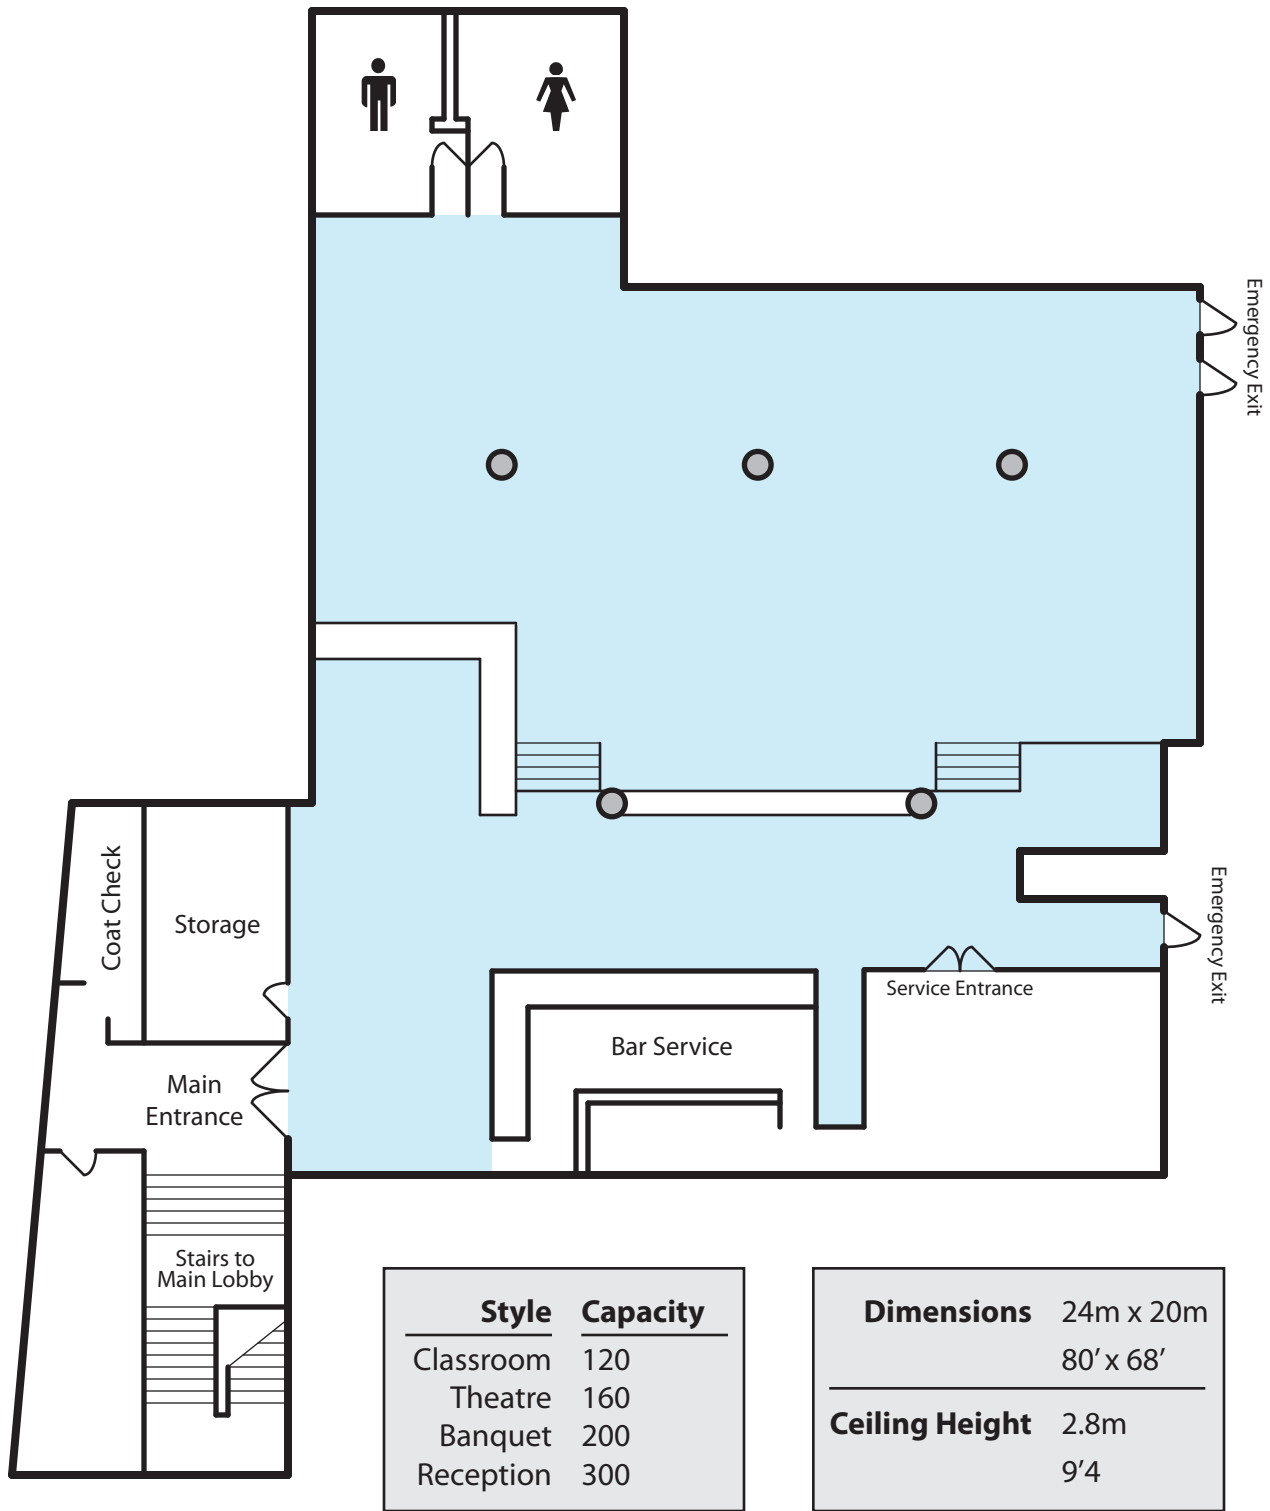 Emergency Exit
Coat Check
Storage
Emergency Exit
Service Entrance
Bar Service
Main
Entrance
Stairs to
Main Lobby
Style Capacity
Classroom 120
Theatre 160
Banquet 200
Reception 300
Dimensions 24m x 20m
80’ x 68’
Ceiling Height 2.8m
9’4